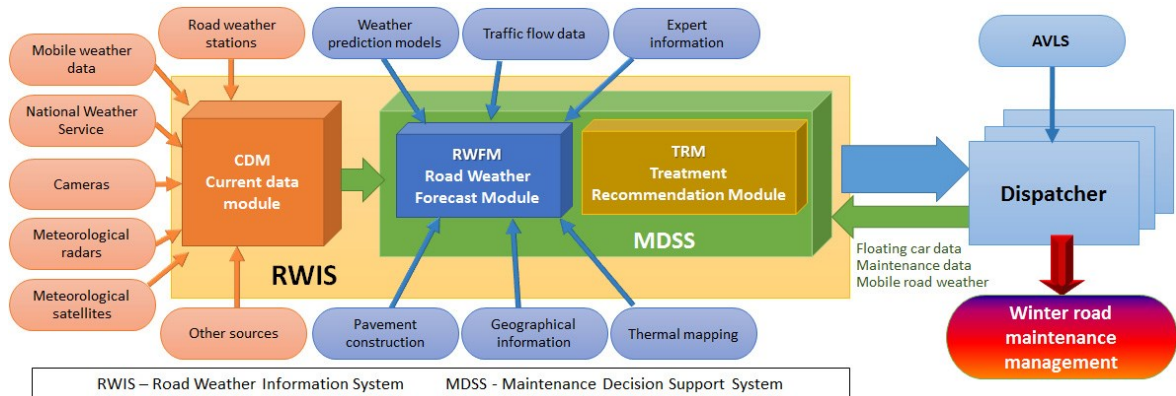 Road weather
stations
Weather
prediction models
Traffic flow data
Expert
information
AVLS
Mobile weather
data
National Weather
Service
Cameras
Meteorological
radars
Meteorological
satellites
Other sources
CDM
Current data
module
RWIS
RWFM
Road Weather
Forecast Module
TRM
Treatment
Recommendation Module
MDSS
Pavement
construction
Geographical
information
Thermal mapping
Dispatcher
Floating car data
Maintenance data
Mobile road weather
Winter road
maintenance
management
RWIS – Road Weather Information System
MDSS - Maintenance Decision Support System